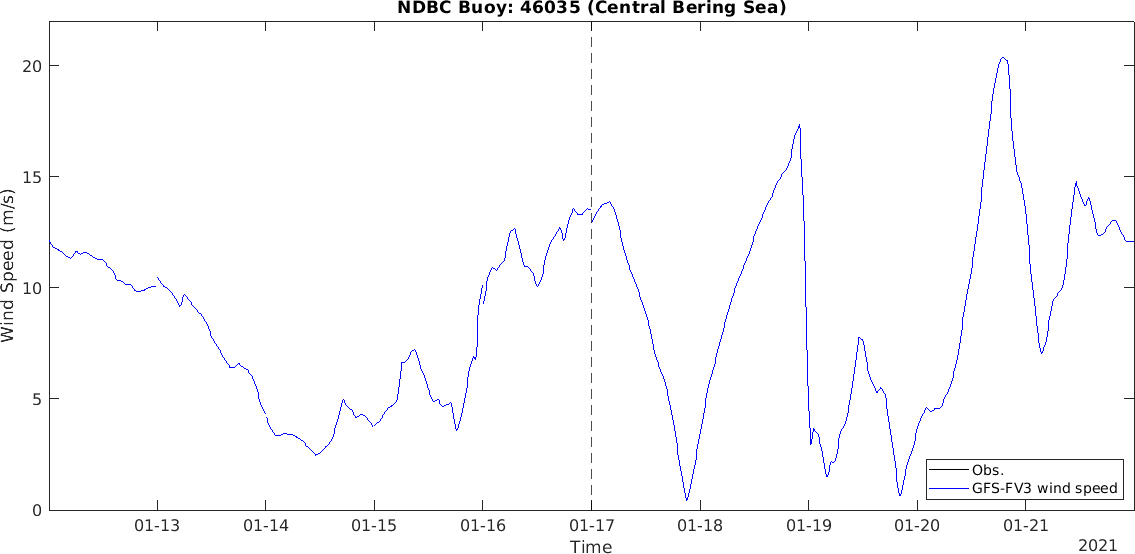 NDBC Buoy: 46035 (Central Bering Sea)
Wind Speed (m/s)
20
15
10
5
0
01-13 01-14 01-15 01-16 01-17 01-18 01-19 01-20 01-21
Time
2021
Obs.
GFS-FV3 wind speed